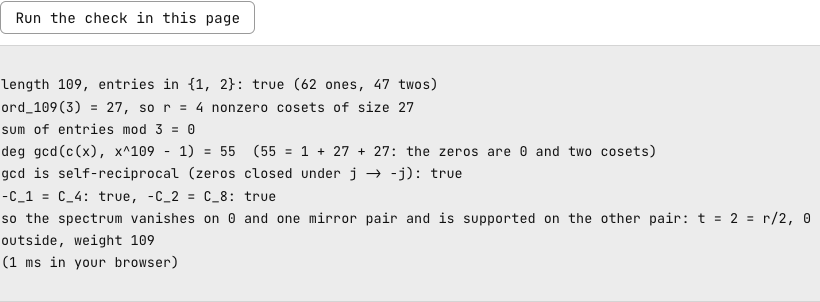 Run the check in this page
length 109, entries in {1, 2}: true (62 ones, 47 twos)
ord_109(3) = 27, so r = 4 nonzero cosets of size 27
sum of entries mod 3 = 0
deg gcd(c(x), x^109 - 1) = 55  (55 = 1 + 27 + 27: the zeros are 0 and two cosets)
gcd is self-reciprocal (zeros closed under j → -j): true
-C_1 = C_4: true, -C_2 = C_8: true
so the spectrum vanishes on 0 and one mirror pair and is supported on the other pair: t = 2 = r/2, 0
outside, weight 109
(1 ms in your browser)